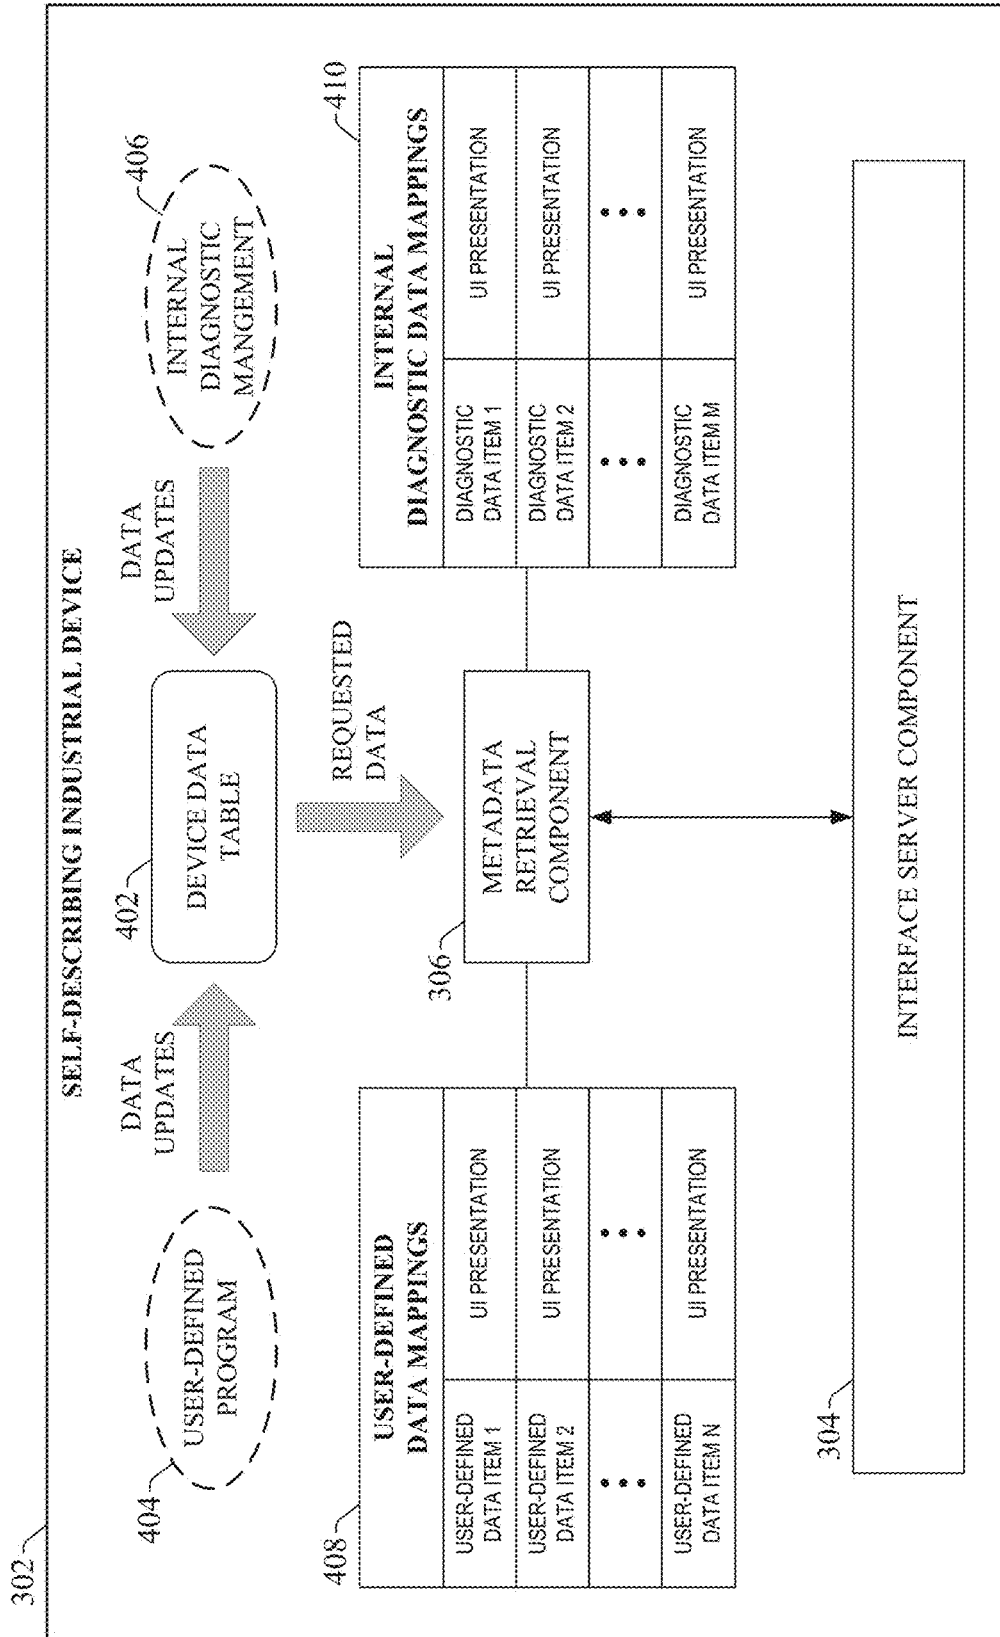 302
SELF-DESCRIBING INDUSTRIAL DEVICE
404
USER-DEFINED
PROGRAM
DATA
UPDATES
402
DEVICE DATA
TABLE
DATA
UPDATES
406
INTERNAL
DIAGNOSTIC
MANGEMENT
REQUESTED
DATA
408
USER-DEFINED
DATA MAPPINGS
USER-DEFINED
DATA ITEM 1
UI PRESENTATION
USER-DEFINED
DATA ITEM 2
UI PRESENTATION
USER-DEFINED
DATA ITEM N
UI PRESENTATION
306
METADATA
RETRIEVAL
COMPONENT
410
INTERNAL
DIAGNOSTIC DATA MAPPINGS
DIAGNOSTIC
DATA ITEM 1
UI PRESENTATION
DIAGNOSTIC
DATA ITEM 2
UI PRESENTATION
DIAGNOSTIC
DATA ITEM M
UI PRESENTATION
304
INTERFACE SERVER COMPONENT